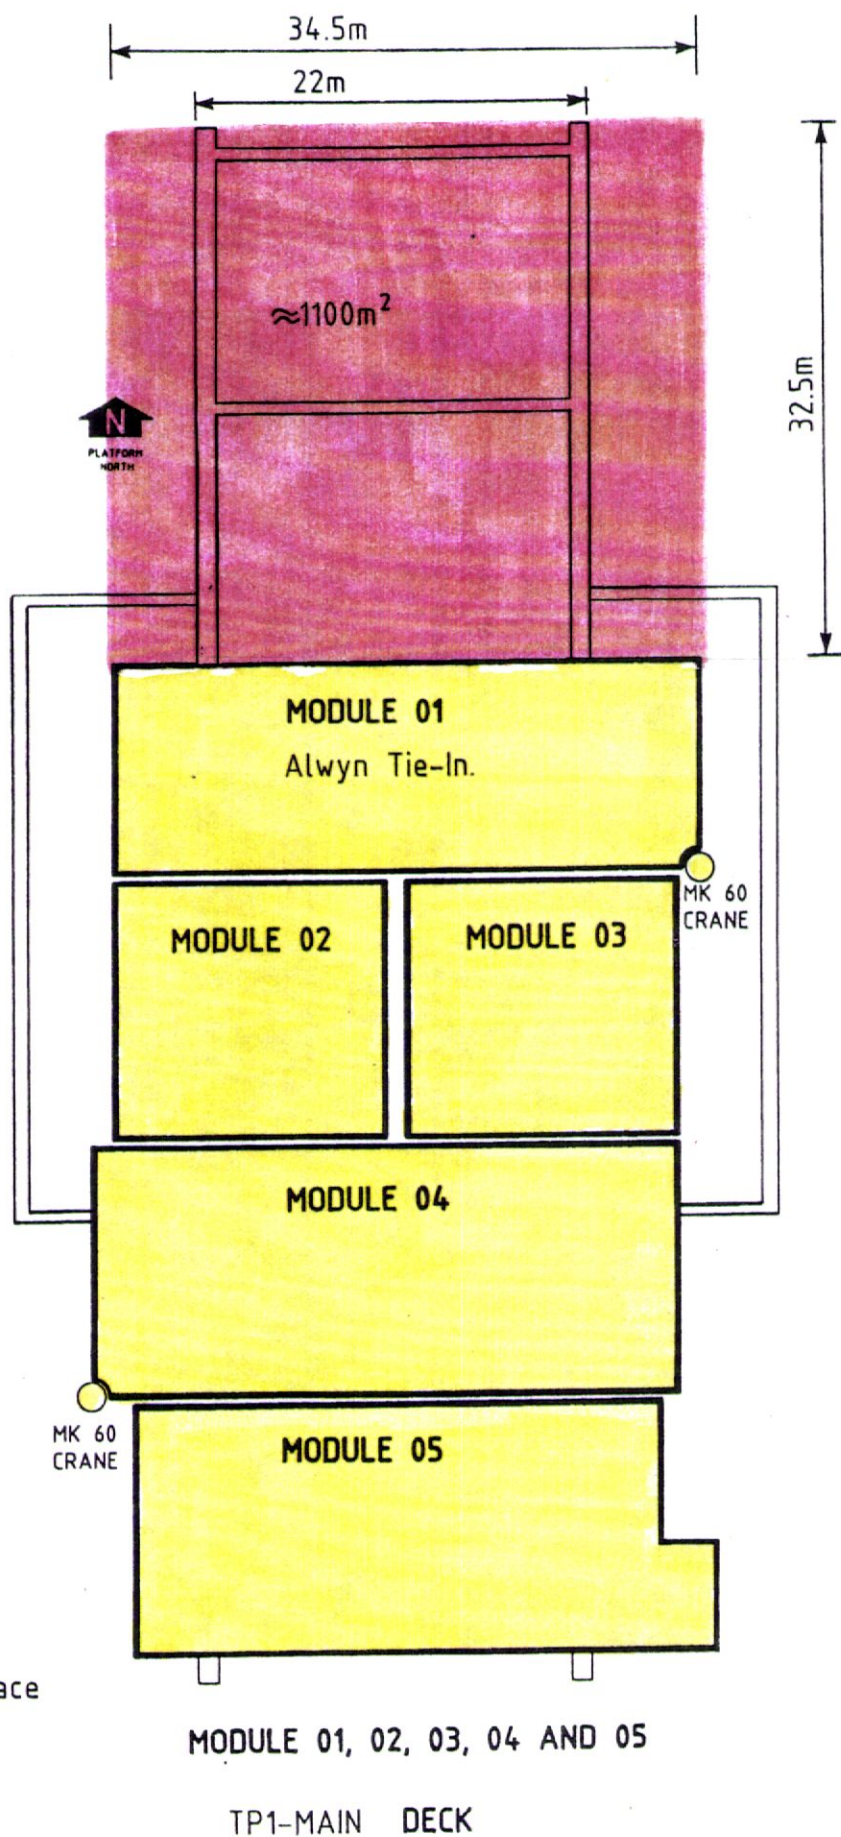 34.5m
22m
≈1100m²
32.5m
N
PLATFORM
NORTH
MODULE 01
Alwyn Tie-In.
MK 60
CRANE
MODULE 02
MODULE 03
MODULE 04
MK 60
CRANE
MODULE 05
ace
MODULE 01, 02, 03, 04 AND 05
TP1-MAIN DECK